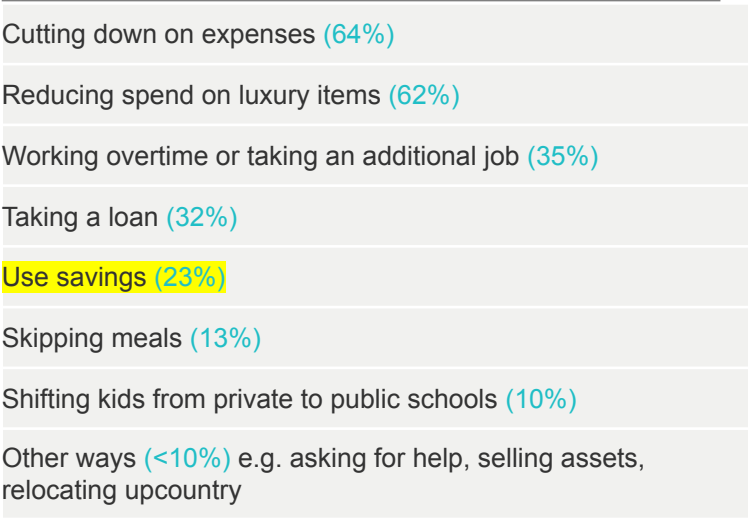 Cutting down on expenses (64%)
Reducing spend on luxury items (62%)
Working overtime or taking an additional job (35%)
Taking a loan (32%)
Use savings (23%)
Skipping meals (13%)
Shifting kids from private to public schools (10%)
Other ways (<10%) e.g. asking for help, selling assets,
relocating upcountry